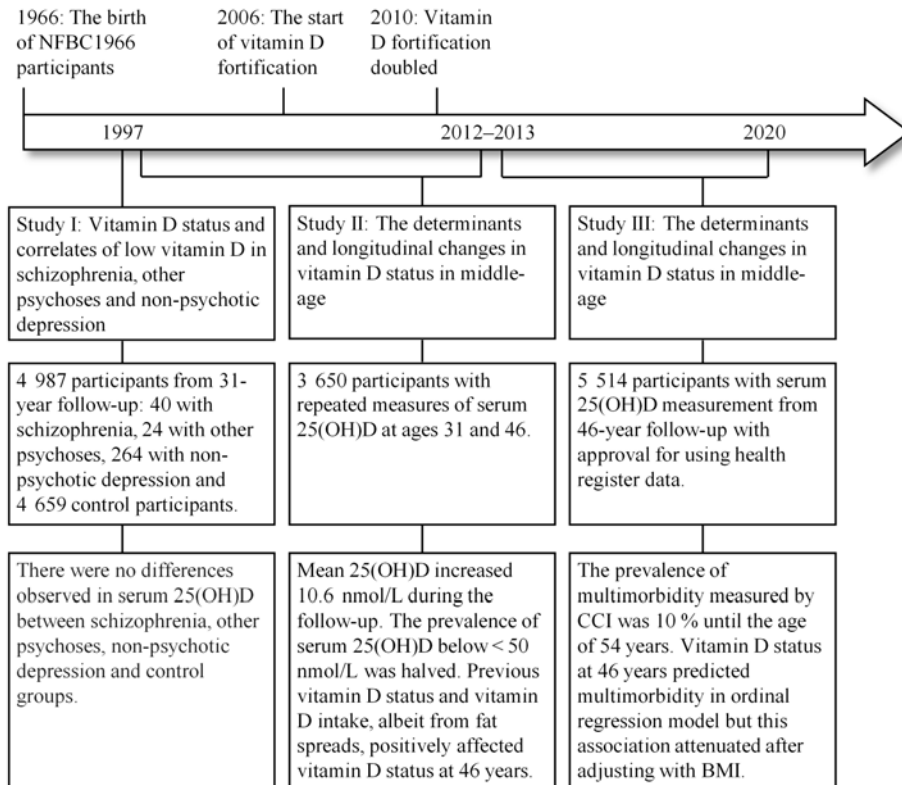 1966: The birth
of NFBC1966
participants
2006: The start
of vitamin D
fortification
2010: Vitamin
D fortification
doubled
1997
2012–2013
2020
Study I: Vitamin D status and
correlates of low vitamin D in
schizophrenia, other
psychoses and non-psychotic
depression
Study II: The determinants
and longitudinal changes in
vitamin D status in middle-
age
Study III: The determinants
and longitudinal changes in
vitamin D status in middle-
age
4 987 participants from 31-
year follow-up: 40 with
schizophrenia, 24 with other
psychoses, 264 with non-
psychotic depression and
4 659 control participants.
3 650 participants with
repeated measures of serum
25(OH)D at ages 31 and 46.
5 514 participants with serum
25(OH)D measurement from
46-year follow-up with
approval for using health
register data.
There were no differences
observed in serum 25(OH)D
between schizophrenia, other
psychoses, non-psychotic
depression and control
groups.
Mean 25(OH)D increased
10.6 nmol/L during the
follow-up. The prevalence of
serum 25(OH)D below < 50
nmol/L was halved. Previous
vitamin D status and vitamin
D intake, albeit from fat
spreads, positively affected
vitamin D status at 46 years.
The prevalence of
multimorbidity measured by
CCI was 10 % until the age
of 54 years. Vitamin D status
at 46 years predicted
multimorbidity in ordinal
regression model but this
association attenuated after
adjusting with BMI.